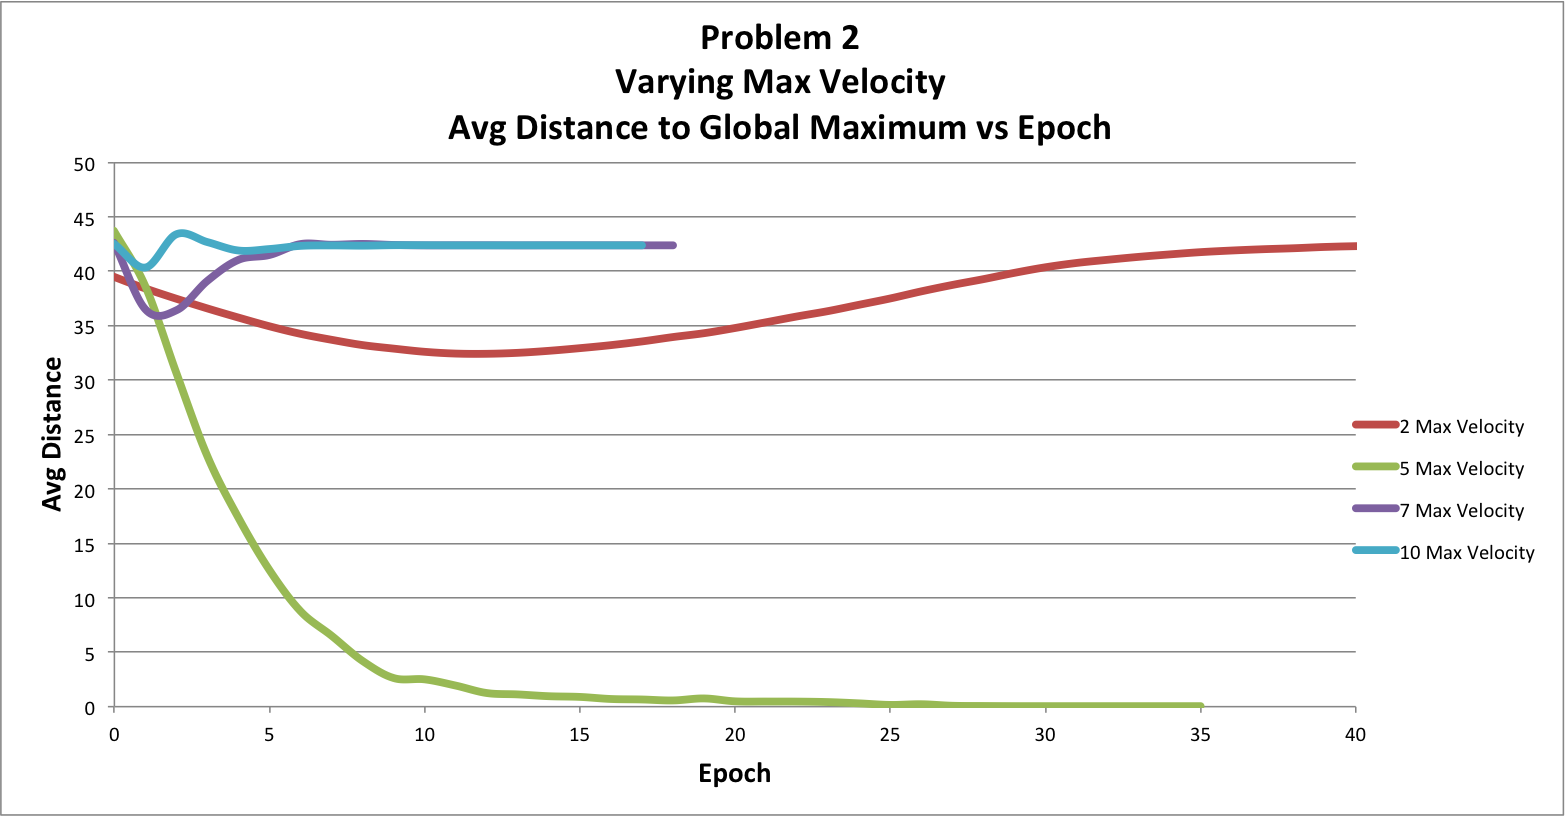 Problem 2
Varying Max Velocity
Avg Distance to Global Maximum vs Epoch
50
45
40
35
30
25
20
15
10
5
0
Avg Distance
0 5 10 15 20 25 30 35 40
Epoch
2 Max Velocity
5 Max Velocity
7 Max Velocity
10 Max Velocity